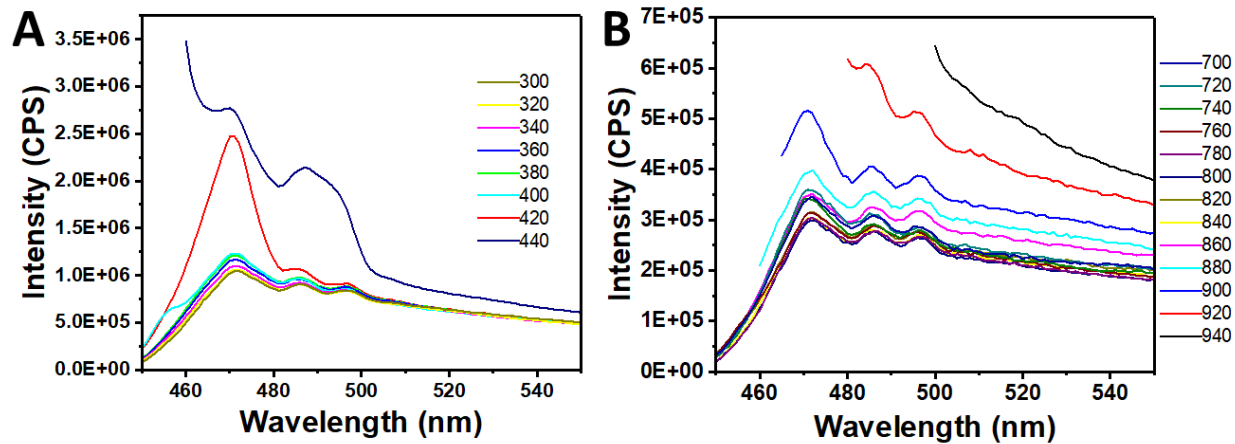 A
3.5E+06
3.0E+06
2.5E+06
2.0E+06
1.5E+06
1.0E+06
5.0E+05
0.0E+00
Intensity (CPS)
460 480 500 520 540
Wavelength (nm)
300
320
340
360
380
400
420
440
B
7E+05
6E+05
5E+05
4E+05
3E+05
2E+05
1E+05
0E+00
Intensity (CPS)
460 480 500 520 540
Wavelength (nm)
700
720
740
760
780
800
820
840
860
880
900
920
940